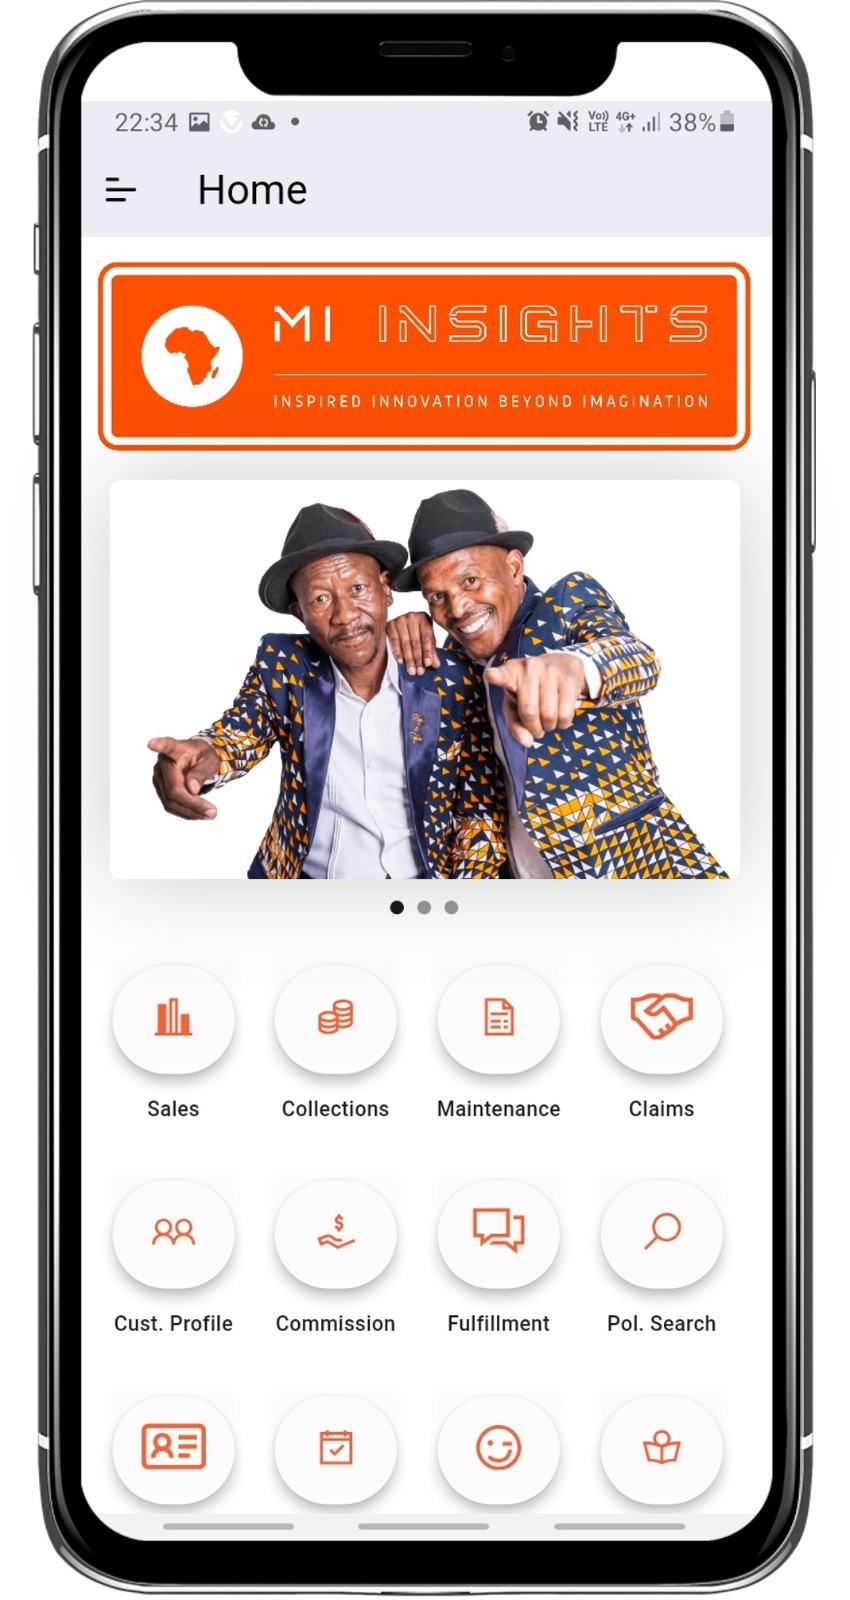 22:34
Vo))
LTE
4G+
38%
Home
MI INSIGHTS
INSPIRED INNOVATION BEYOND IMAGINATION
Sales
Collections
Maintenance
Claims
Cust. Profile
Commission
Fulfillment
Pol. Search